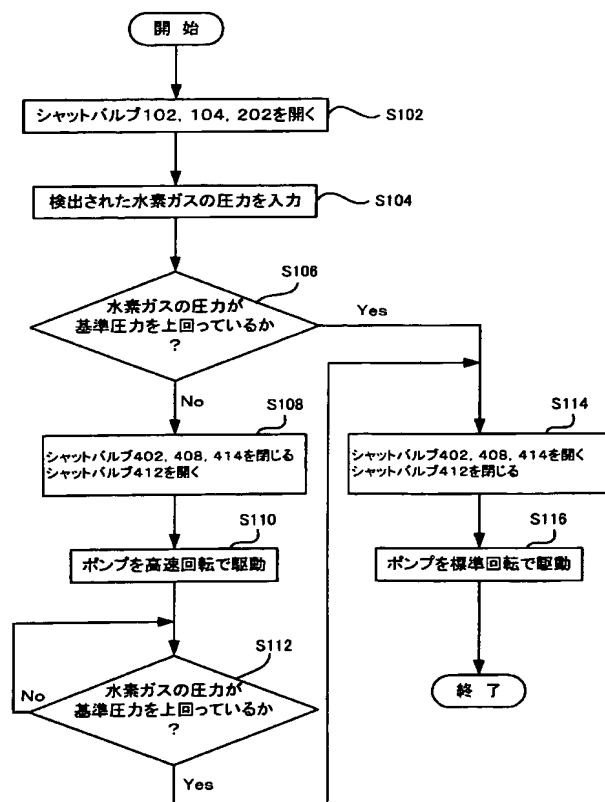 開 始
シャットバルブ102, 104, 202を開く
S102
検出された水素ガスの圧力を入力
S104
S106
水素ガスの圧力が
基準圧力を上回っているか
?
Yes
No
S108
シャットバルブ402, 408, 414を閉じる
シャットバルブ412を開く
S110
ポンプを高速回転で駆動
S112
水素ガスの圧力が
基準圧力を上回っているか
?
No
Yes
S114
シャットバルブ402, 408, 414を開く
シャットバルブ412を閉じる
S116
ポンプを標準回転で駆動
終 了